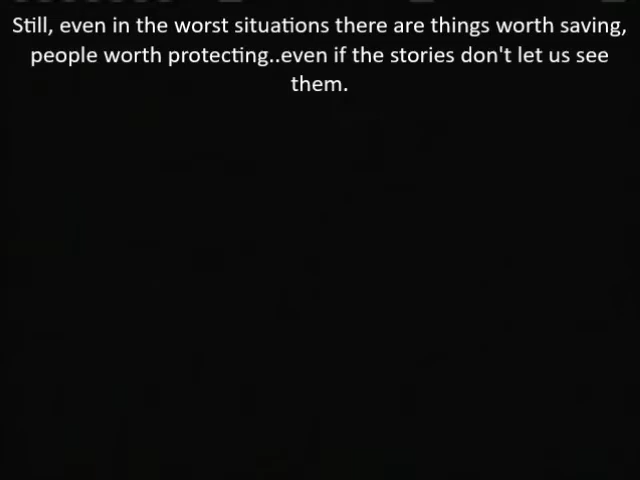 Still, even in the worst situations there are things worth saving,
people worth protecting..even if the stories don't let us see
them.